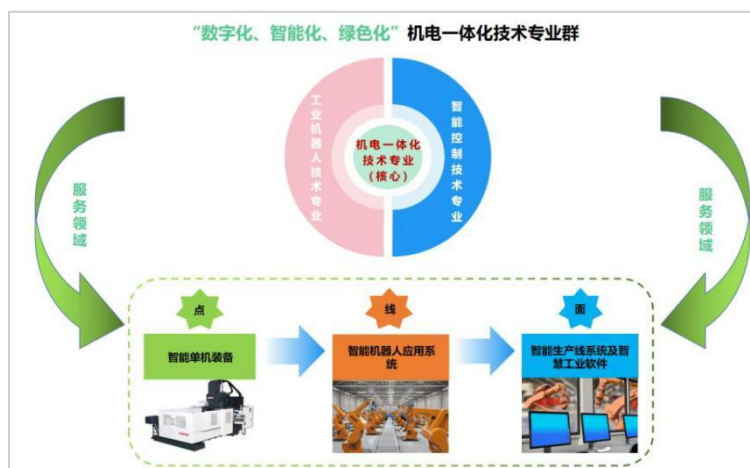 “数字化、智能化、绿色化”机电一体化技术专业群
工业机器人技术专业
机电一体化
技术专业
（核心）
智能控制技术专业
服务领域
服务领域
点
线
面
智能单机装备
智能机器人应用系
统
智能生产线系统及智
慧工业软件